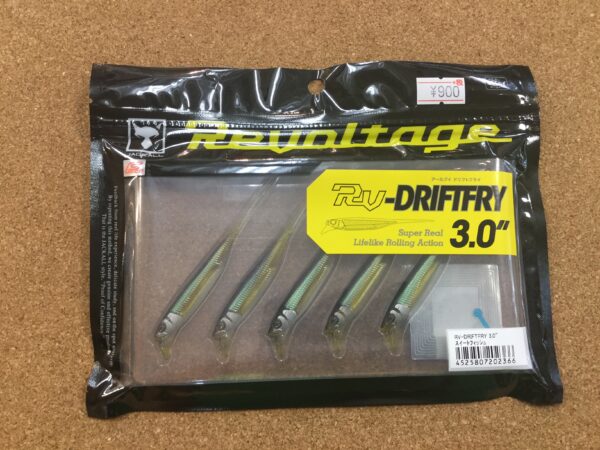 ¥900
Revoltage
JACKALL
アールブイ ドリフトフライ
RV-DRIFTFRY
Super Real
Lifelike Rolling Action
3.0"
RV-DRIFTFRY 3.0"
スイートフィッシュ
4525807202366